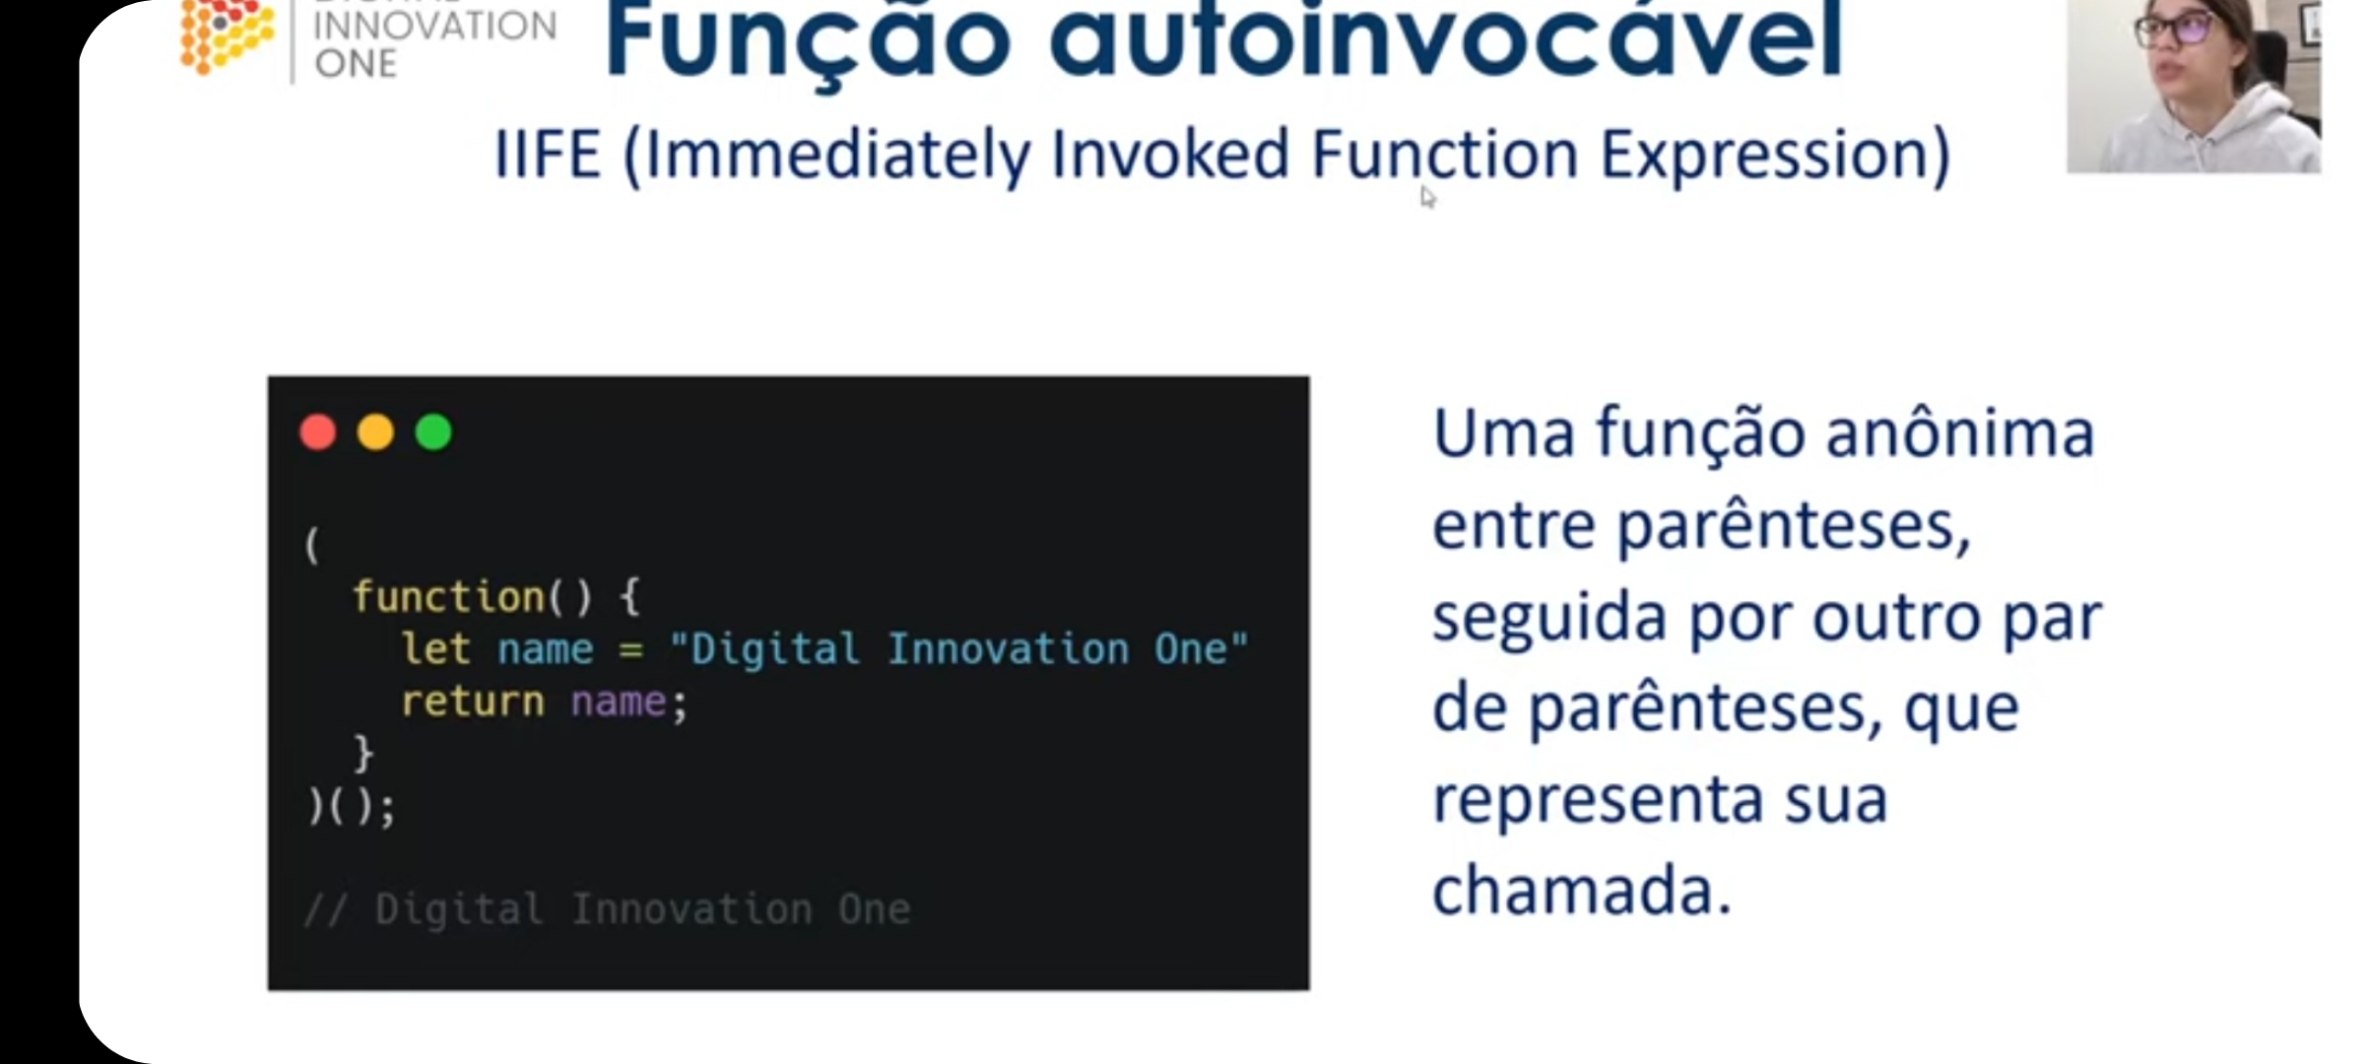 INNOVATION
ONE
Função autoinvocável
IIFE (Immediately Invoked Function Expression)
(
function() {
let name = "Digital Innovation One"
return name;
}
)();
// Digital Innovation One
Uma função anônima
entre parênteses,
seguida por outro par
de parênteses, que
representa sua
chamada.